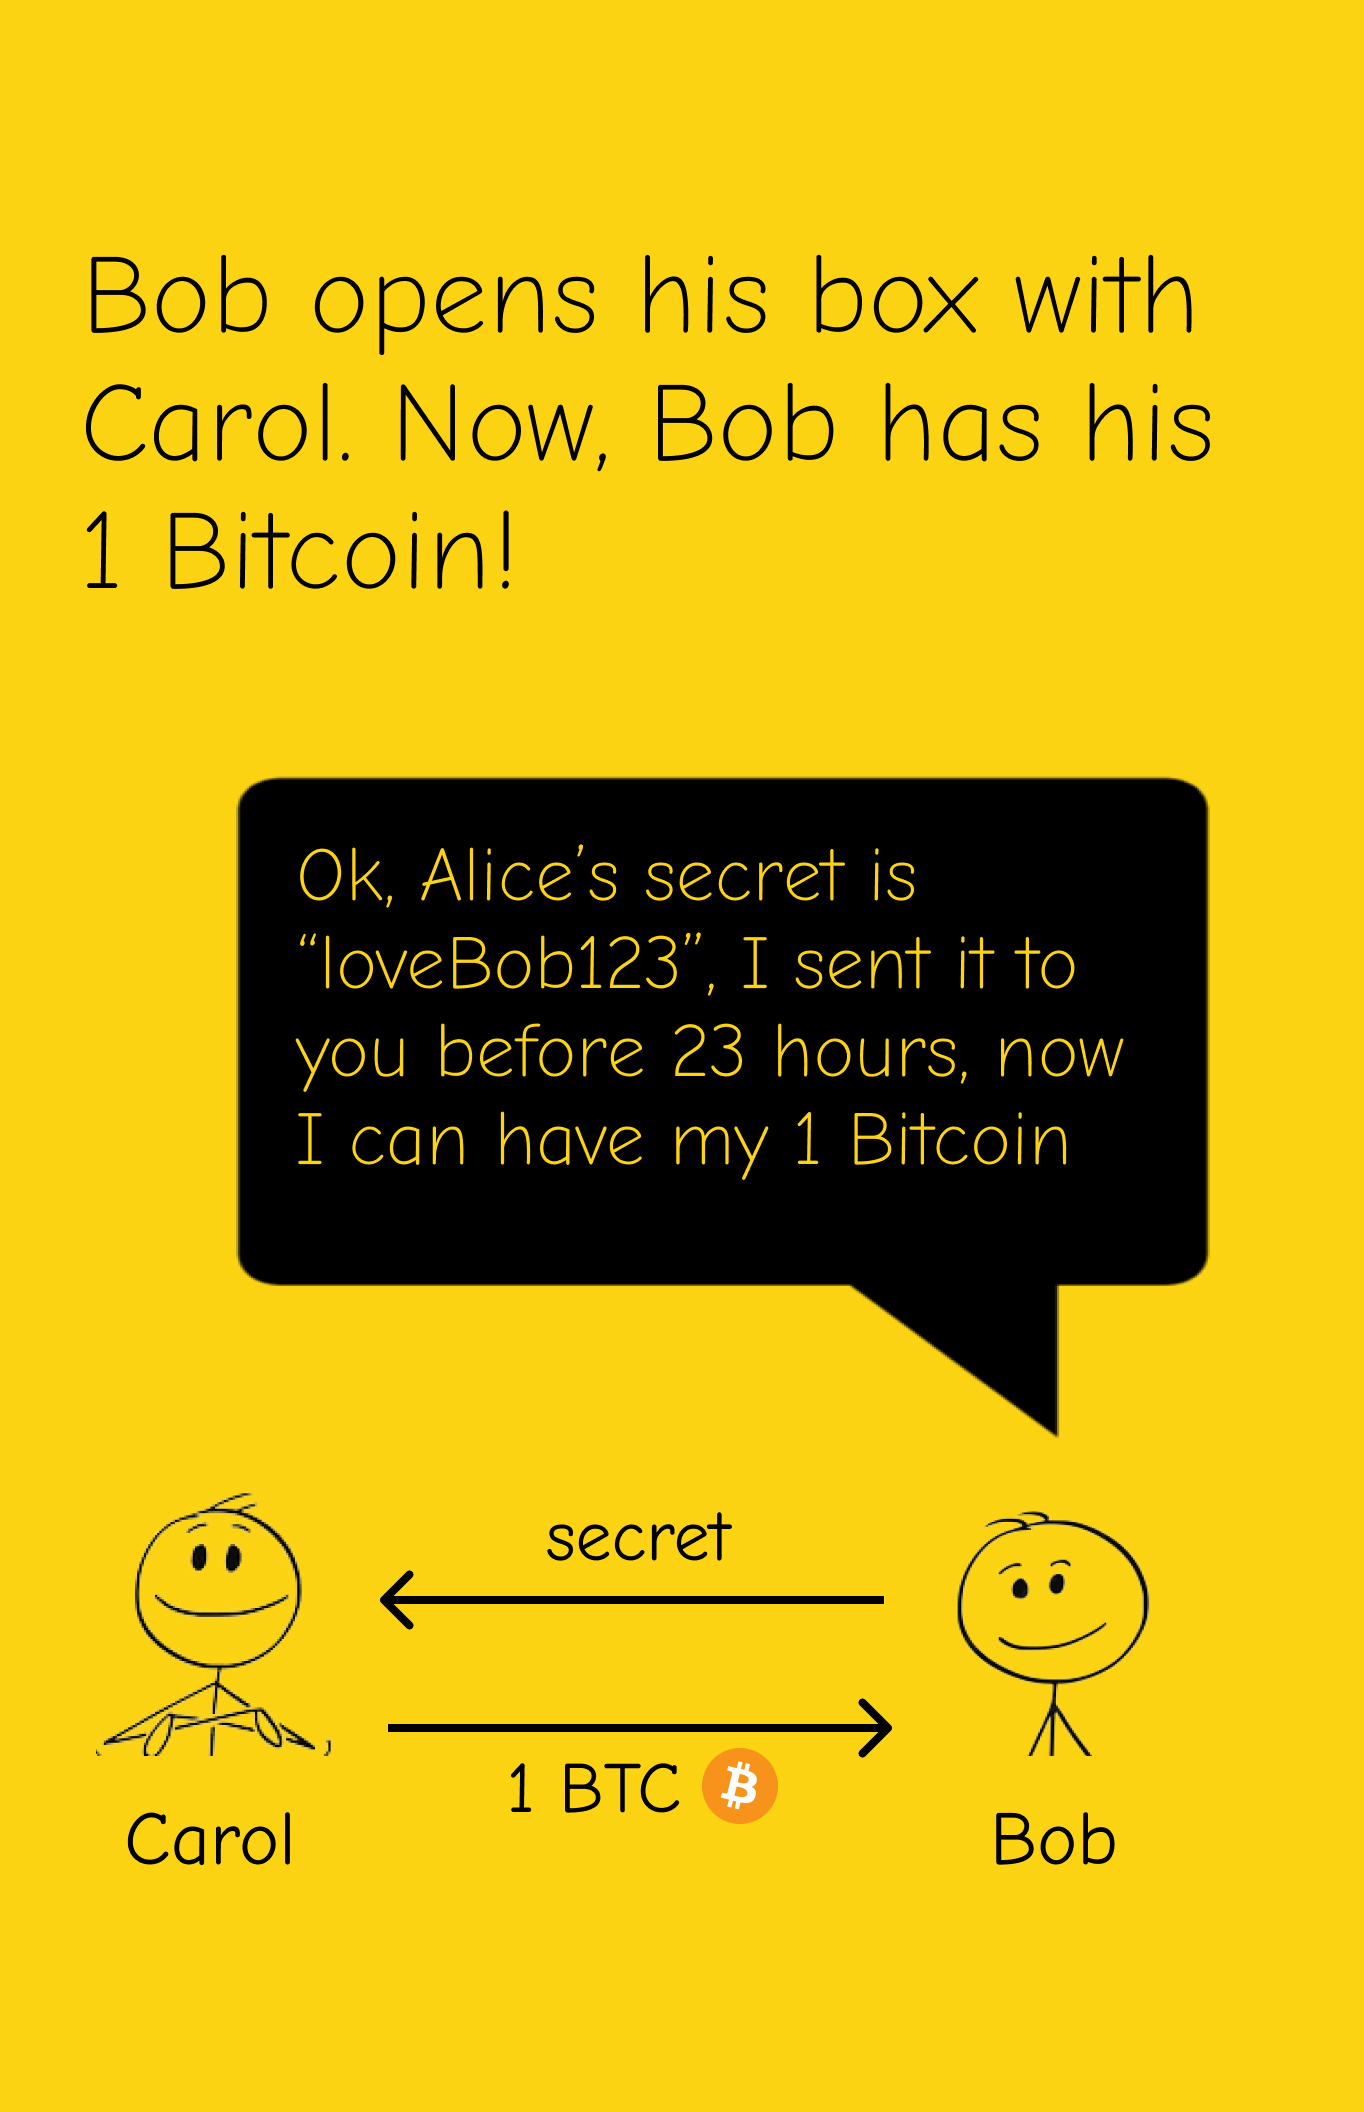 Bob opens his box with
Carol. Now, Bob has his
1 Bitcoin!
Ok, Alice’s secret is
“loveBob123”, I sent it to
you before 23 hours, now
I can have my 1 Bitcoin
secret
1 BTC
Carol
Bob